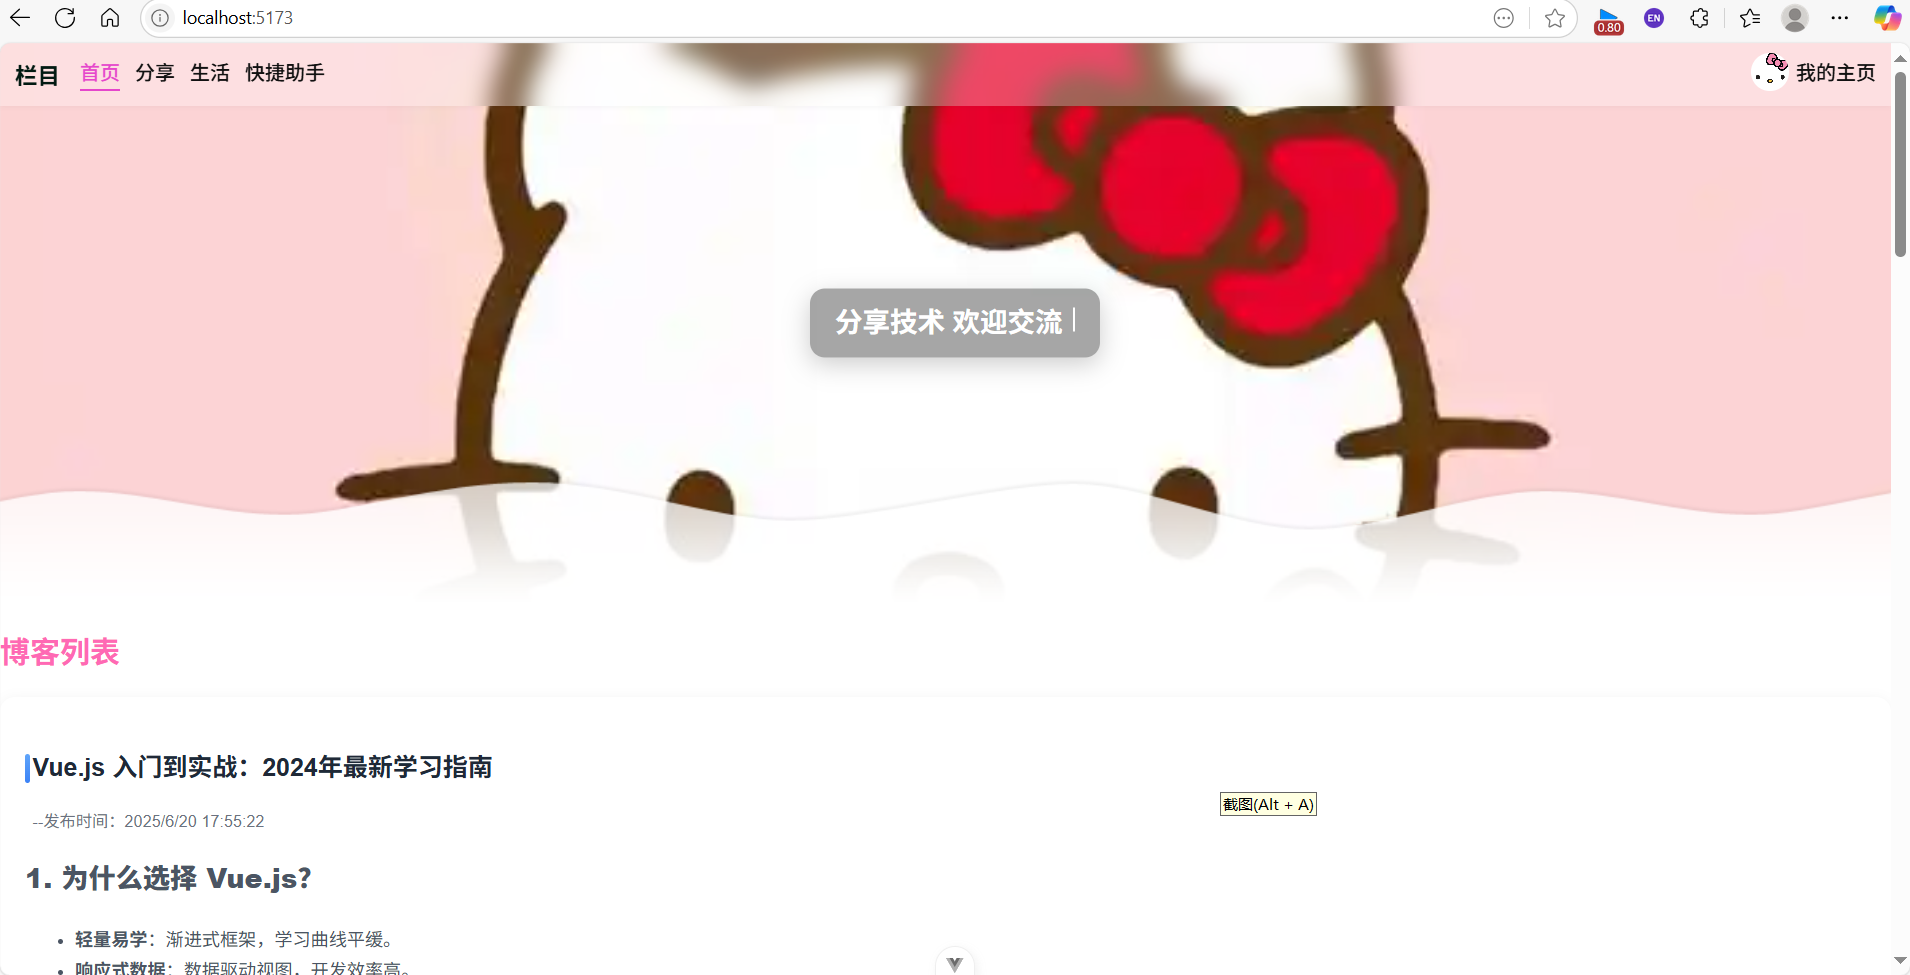 localhost:5173
0.80
EN
栏目 首页 分享 生活 快捷助手 我的主页
分享技术 欢迎交流 |
博客列表
Vue.js 入门到实战：2024年最新学习指南
截图(Alt + A)
--发布时间：2025/6/20 17:55:22
1. 为什么选择 Vue.js？
• 轻量易学：渐进式框架，学习曲线平缓。
• 响应式数据：数据驱动视图，开发效率高。